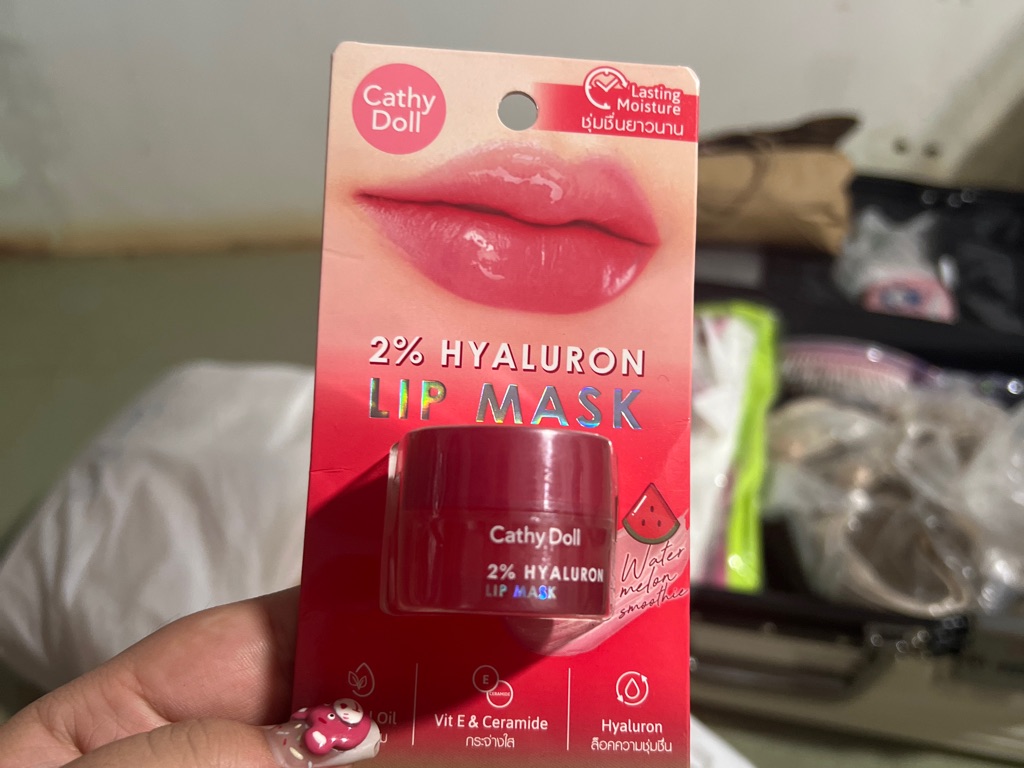 Cathy
Doll
Lasting
Moisture
ชุ่มชื่นยาวนาน
2% HYALURON
LIP MASK
Cathy Doll
2% HYALURON
LIP MASK
Water
melon
smoothie
Oil
E
CERAMIDE
Vit E & Ceramide
กระจ่างใส
Hyaluron
ล็อคความชุ่มชื่น